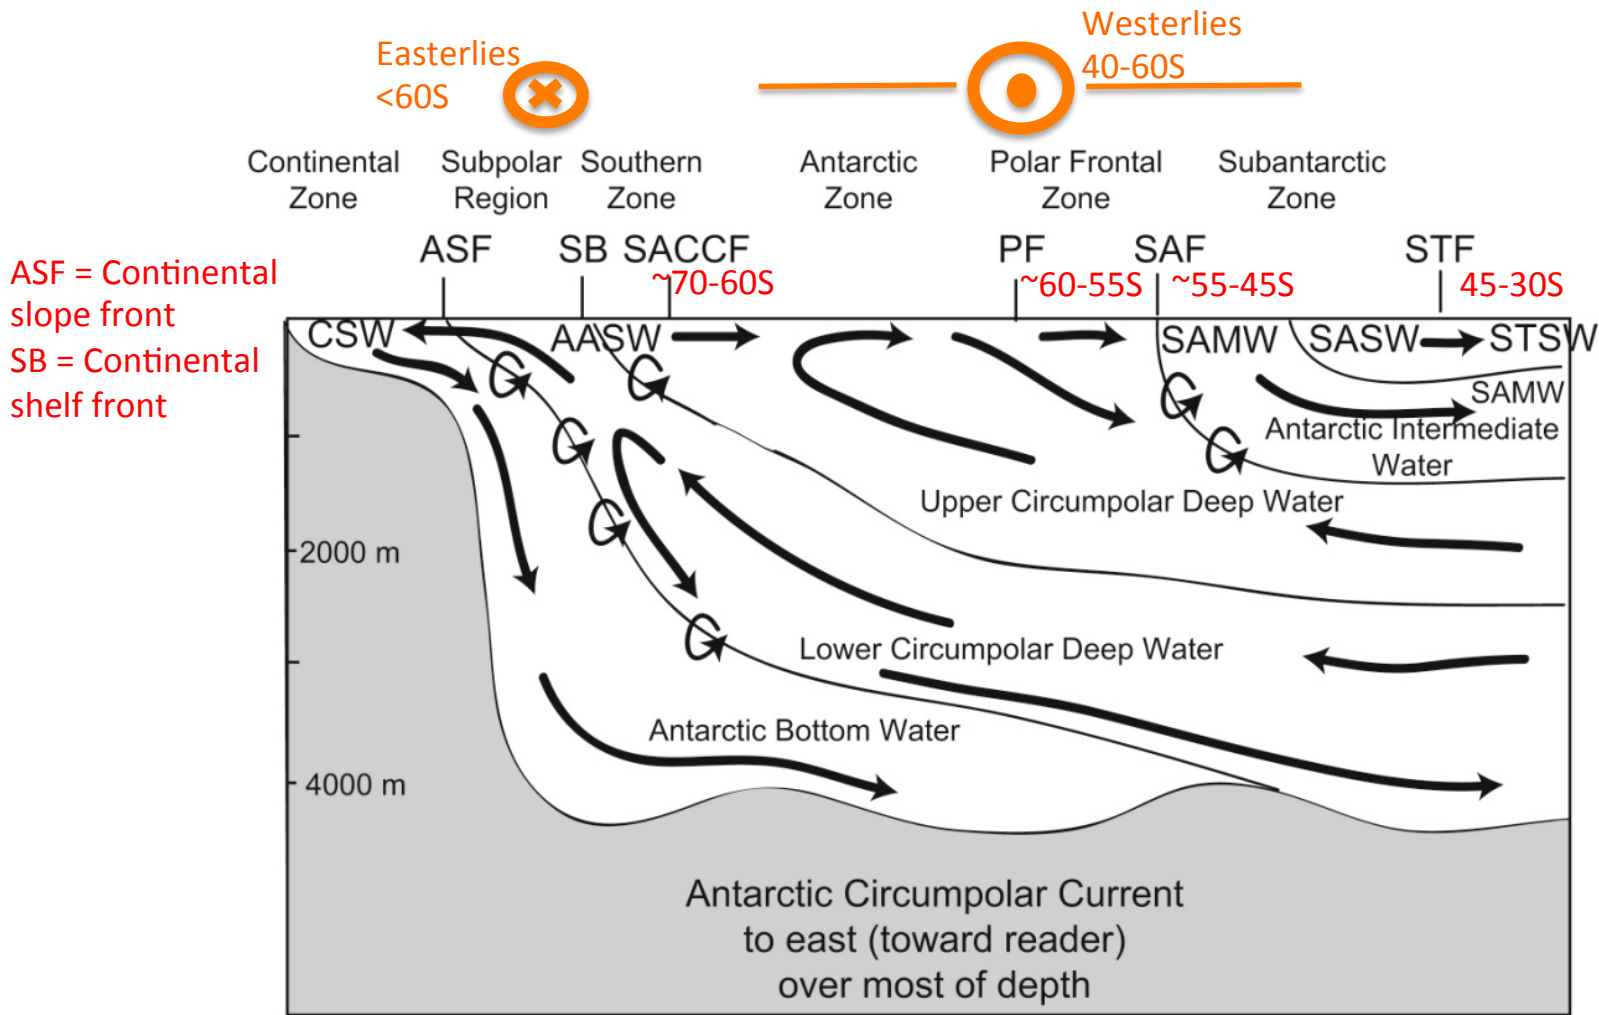 Easterlies
<60S
Westerlies
40-60S
Continental
Zone
Subpolar
Region
Southern
Zone
Antarctic
Zone
Polar Frontal
Zone
Subantarctic
Zone
ASF
SB
SACCF
PF
SAF
STF
~70-60S
~60-55S
~55-45S
45-30S
ASF = Continental
slope front
SB = Continental
shelf front
CSW
AASW
SAMW
SASW
STSW
SAMW
Antarctic Intermediate
Water
Upper Circumpolar Deep Water
2000 m
Lower Circumpolar Deep Water
Antarctic Bottom Water
4000 m
Antarctic Circumpolar Current
to east (toward reader)
over most of depth